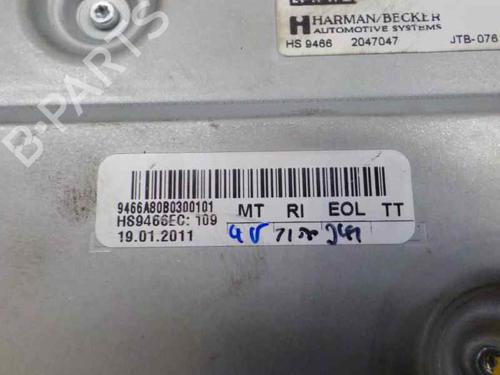 HARMAN/BECKER
AUTOMOTIVE SYSTEMS
HS 9466 2047047 JTB-076
B-PARTS
9466A80B0300101 MT RI EOL TT
HS9466EC: 109
19.01.2011